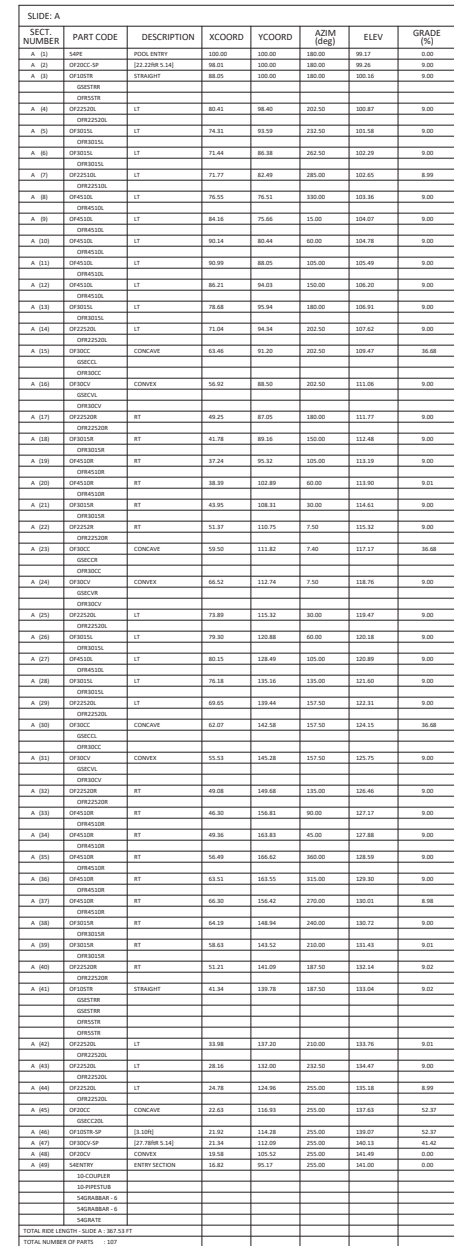 SLIDE: A
SECT. NUMBER PART CODE DESCRIPTION XCOORD YCOORD AZIM (deg) ELEV GRADE (%)
A (1) 54PE POOL ENTRY 100.00 100.00 180.00 99.17 0.00
A (2) OF20CC-SP [22.22ftR 5.14] 98.01 100.00 180.00 99.26 9.00
A (3) OF10STR STRAIGHT 88.05 100.00 180.00 100.16 9.00
GSESTRR
OFR5STR
A (4) OF22520L LT 80.41 98.40 202.50 100.87 9.00
OFR22520L
A (5) OF3015L LT 74.31 93.59 232.50 101.58 9.00
OFR3015L
A (6) OF3015L LT 71.44 86.38 262.50 102.29 9.00
OFR3015L
A (7) OF22510L LT 71.77 82.49 285.00 102.65 8.99
OFR22510L
A (8) OF4510L LT 76.55 76.51 330.00 103.36 9.00
OFR4510L
A (9) OF4510L LT 84.16 75.66 15.00 104.07 9.00
OFR4510L
A (10) OF4510L LT 90.14 80.44 60.00 104.78 9.00
OFR4510L
A (11) OF4510L LT 90.99 88.05 105.00 105.49 9.00
OFR4510L
A (12) OF4510L LT 86.21 94.03 150.00 106.20 9.00
OFR4510L
A (13) OF3015L LT 78.68 95.94 180.00 106.91 9.00
OFR3015L
A (14) OF22520L LT 71.04 94.34 202.50 107.62 9.00
OFR22520L
A (15) OF30CC CONCAVE 63.46 91.20 202.50 109.47 36.68
GSECCL
OFR30CC
A (16) OF30CV CONVEX 56.92 88.50 202.50 111.06 9.00
GSECVL
OFR30CV
A (17) OF22520R RT 49.25 87.05 180.00 111.77 9.00
OFR22520R
A (18) OF3015R RT 41.78 89.16 150.00 112.48 9.00
OFR3015R
A (19) OF4510R RT 37.24 95.32 105.00 113.19 9.00
OFR4510R
A (20) OF4510R RT 38.39 102.89 60.00 113.90 9.01
OFR4510R
A (21) OF3015R RT 43.95 108.31 30.00 114.61 9.00
OFR3015R
A (22) OF2252R RT 51.37 110.75 7.50 115.32 9.00
OFR22520R
A (23) OF30CC CONCAVE 59.50 111.82 7.40 117.17 36.68
GSECCR
OFR30CC
A (24) OF30CV CONVEX 66.52 112.74 7.50 118.76 9.00
GSECVR
OFR30CV
A (25) OF22520L LT 73.89 115.32 30.00 119.47 9.00
OFR22520L
A (26) OF3015L LT 79.30 120.88 60.00 120.18 9.00
OFR3015L
A (27) OF4510L LT 80.15 128.49 105.00 120.89 9.00
OFR4510L
A (28) OF3015L LT 76.18 135.16 135.00 121.60 9.00
OFR3015L
A (29) OF22520L LT 69.65 139.44 157.50 122.31 9.00
OFR22520L
A (30) OF30CC CONCAVE 62.07 142.58 157.50 124.15 36.68
GSECCL
OFR30CC
A (31) OF30CV CONVEX 55.53 145.28 157.50 125.75 9.00
GSECVL
OFR30CV
A (32) OF22520R RT 49.08 149.68 135.00 126.46 9.00
OFR22520R
A (33) OF4510R RT 46.30 156.81 90.00 127.17 9.00
OFR4510R
A (34) OF4510R RT 49.36 163.83 45.00 127.88 9.00
OFR4510R
A (35) OF4510R RT 56.49 166.62 360.00 128.59 9.00
OFR4510R
A (36) OF4510R RT 63.51 163.55 315.00 129.30 9.00
OFR4510R
A (37) OF4510R RT 66.30 156.42 270.00 130.01 8.98
OFR4510R
A (38) OF3015R RT 64.19 148.94 240.00 130.72 9.00
OFR3015R
A (39) OF3015R RT 58.63 143.52 210.00 131.43 9.01
OFR3015R
A (40) OF22520R RT 51.21 141.09 187.50 132.14 9.02
OFR22520R
A (41) OF10STR STRAIGHT 41.34 139.78 187.50 133.04 9.02
GSESTRR
GSESTRR
OFR5STR
OFR5STR
A (42) OF22520L LT 33.98 137.20 210.00 133.76 9.01
OFR22520L
A (43) OF22520L LT 28.16 132.00 232.50 134.47 9.00
OFR22520L
A (44) OF22520L LT 24.78 124.96 255.00 135.18 8.99
OFR22520L
A (45) OF20CC CONCAVE 22.63 116.93 255.00 137.63 52.37
GSECC20L
A (46) OF10STR-SP [3.10ft] 21.92 114.28 255.00 139.07 52.37
A (47) OF30CV-SP [27.78ftR 5.14] 21.34 112.09 255.00 140.13 41.42
A (48) OF20CV CONVEX 19.58 105.52 255.00 141.49 0.00
A (49) 54ENTRY ENTRY SECTION 16.82 95.17 255.00 141.00 0.00
10-COUPLER
10-PIPESTUB
54GRABBAR - 6
54GRABBAR - 6
54GRATE
TOTAL RIDE LENGTH - SLIDE A : 367.53 FT
TOTAL NUMBER OF PARTS : 107